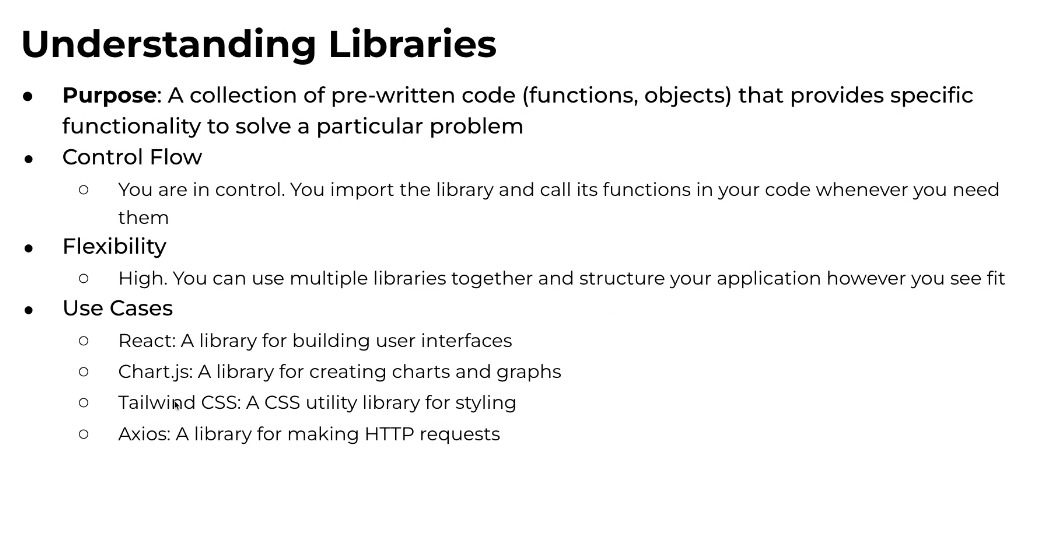 Understanding Libraries
● Purpose: A collection of pre-written code (functions, objects) that provides specific
functionality to solve a particular problem
● Control Flow
○ You are in control. You import the library and call its functions in your code whenever you need
them
● Flexibility
○ High. You can use multiple libraries together and structure your application however you see fit
● Use Cases
○ React: A library for building user interfaces
○ Chart.js: A library for creating charts and graphs
○ Tailwind CSS: A CSS utility library for styling
○ Axios: A library for making HTTP requests